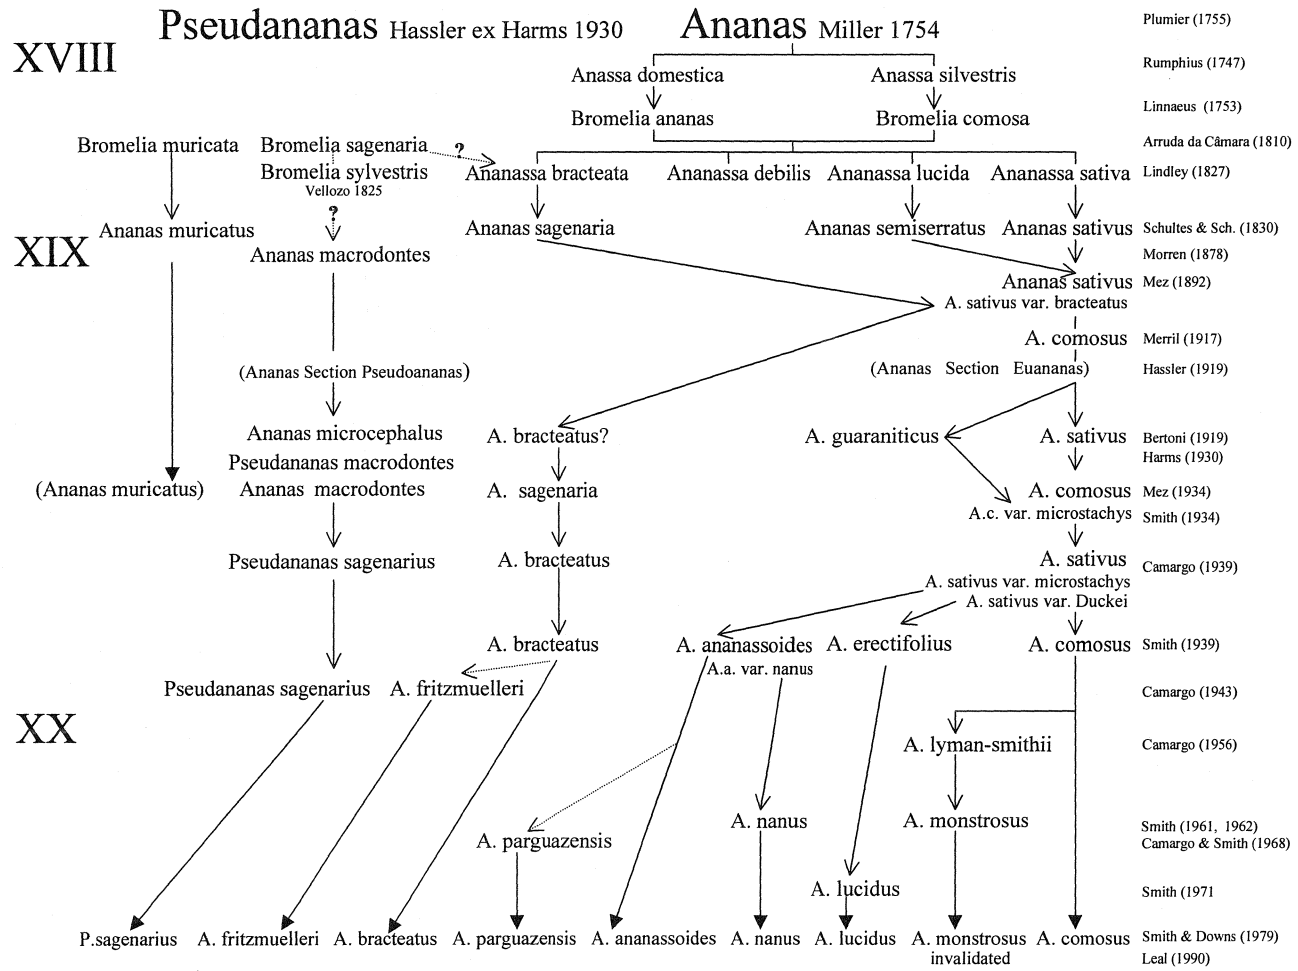 Pseudananas Hassler ex Harms 1930
Ananas Miller 1754
Plumier (1755)
XVIII
Anassa domestica
Anassa silvestris
Rumphius (1747)
Bromelia ananas
Bromelia comosa
Linnaeus (1753)
Bromelia muricata
Bromelia sagenaria
?
Arruda da Câmara (1810)
Bromelia sylvestris
Vellozo 1825
Ananassa bracteata
Ananassa debilis
Ananassa lucida
Ananassa sativa
Lindley (1827)
?
XIX
Ananas muricatus
Ananas sagenaria
Ananas semiserratus
Ananas sativus
Schultes & Sch. (1830)
Ananas macrodontes
Morren (1878)
Ananas sativus
Mez (1892)
A. sativus var. bracteatus
A. comosus
Merril (1917)
(Ananas Section Pseudoananas)
(Ananas Section Euananas)
Hassler (1919)
Ananas microcephalus
A. bracteatus?
A. guaraniticus
A. sativus
Bertoni (1919)
Pseudananas macrodontes
Harms (1930)
(Ananas muricatus)
Ananas macrodontes
A. sagenaria
A. comosus
Mez (1934)
A.c. var. microstachys
Smith (1934)
Pseudananas sagenarius
A. bracteatus
A. sativus
Camargo (1939)
A. sativus var. microstachys
A. sativus var. Duckei
A. bracteatus
A. ananassoides
A. erectifolius
A. comosus
Smith (1939)
A.a. var. nanus
Pseudananas sagenarius
A. fritzmuelleri
Camargo (1943)
XX
A. lyman-smithii
Camargo (1956)
A. parguazensis
A. nanus
A. monstrosus
Smith (1961, 1962)
Camargo & Smith (1968)
A. lucidus
Smith (1971
P.sagenarius
A. fritzmuelleri
A. bracteatus
A. parguazensis
A. ananassoides
A. nanus
A. lucidus
A. monstrosus
invalidated
A. comosus
Smith & Downs (1979)
Leal (1990)